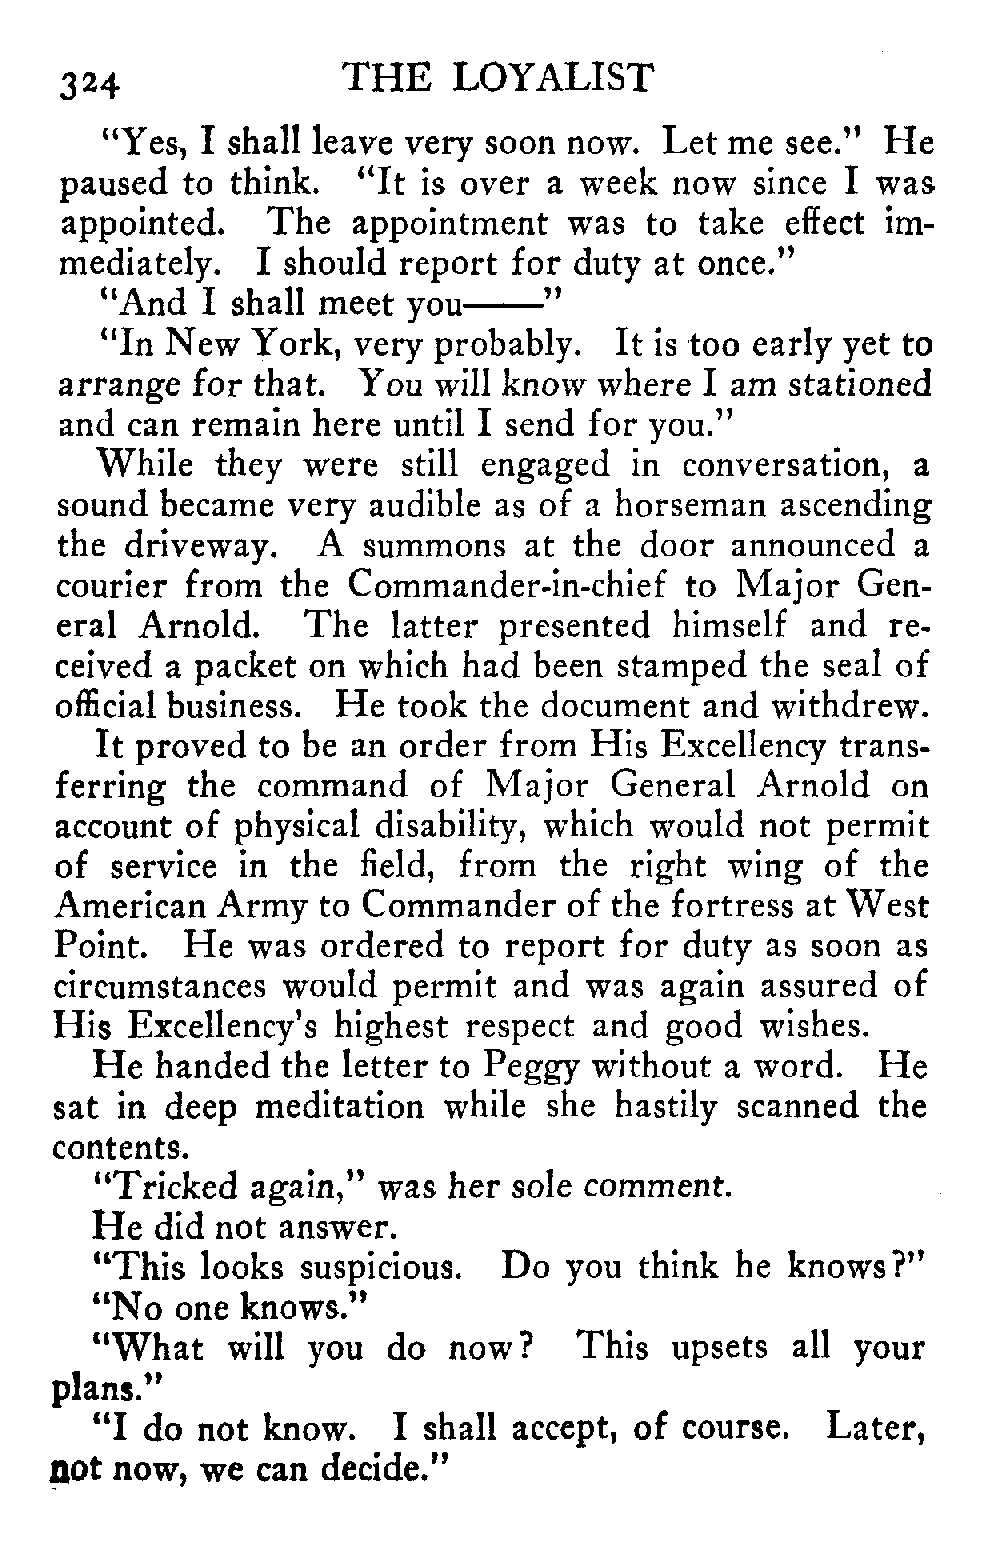 324 THE LOYALIST
"Yes, I shall leave very soon now. Let me see." He
paused to think. "It is over a week now since I was
appointed. The appointment was to take effect im-
mediately. I should report for duty at once."
"And I shall meet you——"
"In New York, very probably. It is too early yet to
arrange for that. You will know where I am stationed
and can remain here until I send for you."
While they were still engaged in conversation, a
sound became very audible as of a horseman ascending
the driveway. A summons at the door announced a
courier from the Commander-in-chief to Major Gen-
eral Arnold. The latter presented himself and re-
ceived a packet on which had been stamped the seal of
official business. He took the document and withdrew.
It proved to be an order from His Excellency trans-
ferring the command of Major General Arnold on
account of physical disability, which would not permit
of service in the field, from the right wing of the
American Army to Commander of the fortress at West
Point. He was ordered to report for duty as soon as
circumstances would permit and was again assured of
His Excellency's highest respect and good wishes.
He handed the letter to Peggy without a word. He
sat in deep meditation while she hastily scanned the
contents.
"Tricked again," was her sole comment.
He did not answer.
"This looks suspicious. Do you think he knows?"
"No one knows."
"What will you do now? This upsets all your
plans."
"I do not know. I shall accept, of course. Later,
not now, we can decide."